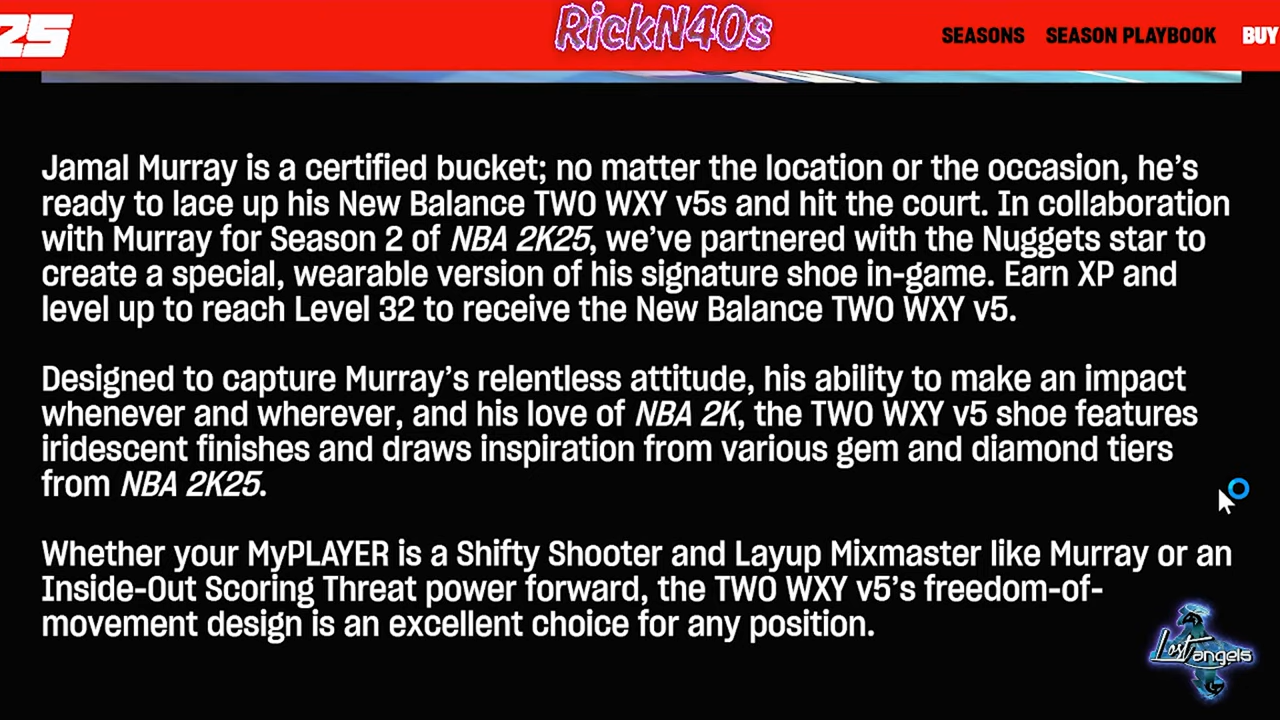 25
RickN40s
SEASONS SEASON PLAYBOOK BUY
Jamal Murray is a certified bucket; no matter the location or the occasion, he's
ready to lace up his New Balance TWO WXY v5s and hit the court. In collaboration
with Murray for Season 2 of NBA 2K25, we've partnered with the Nuggets star to
create a special, wearable version of his signature shoe in-game. Earn XP and
level up to reach Level 32 to receive the New Balance TWO WXY v5.
Designed to capture Murray's relentless attitude, his ability to make an impact
whenever and wherever, and his love of NBA 2K, the TWO WXY v5 shoe features
iridescent finishes and draws inspiration from various gem and diamond tiers
from NBA 2K25.
Whether your MyPLAYER is a Shifty Shooter and Layup Mixmaster like Murray or an
Inside-Out Scoring Threat power forward, the TWO WXY v5's freedom-of-
movement design is an excellent choice for any position.
Lost angels